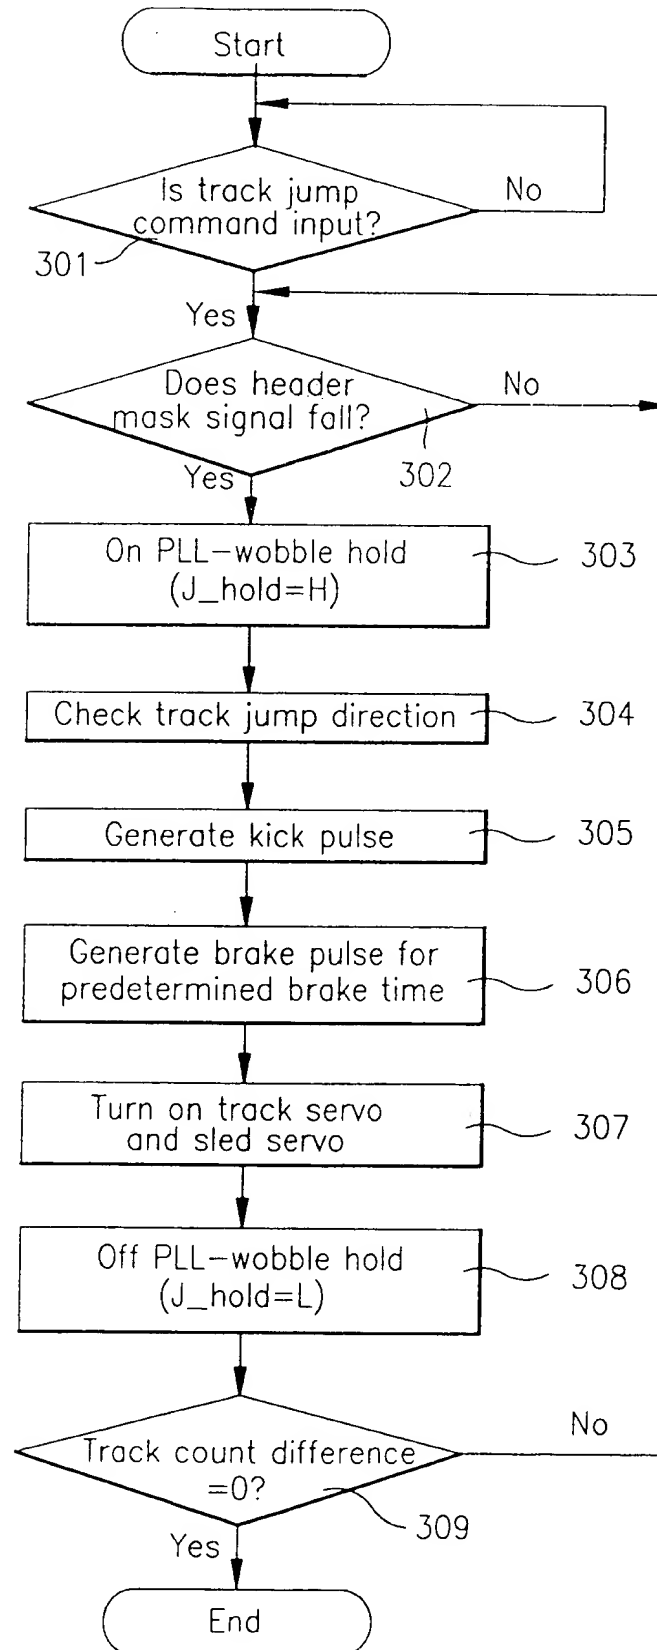 Start
Is track jump
command input?
No
301
Yes
Does header
mask signal fall?
No
302
Yes
On PLL-wobble hold
(J_hold=H)
303
Check track jump direction
304
Generate kick pulse
305
Generate brake pulse for
predetermined brake time
306
Turn on track servo
and sled servo
307
Off PLL-wobble hold
(J_hold=L)
308
Track count difference
=0?
No
309
Yes
End